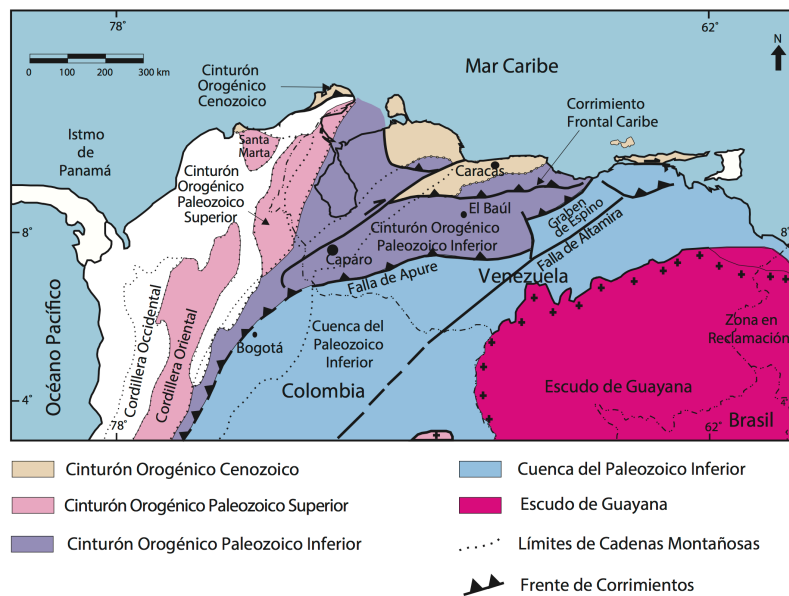 78°
62°
N
0 100 200 300 km
Cinturón
Orogénico
Cenozoico
Mar Caribe
Corrimiento
Frontal Caribe
Istmo
de
Panamá
Santa
Marta
Caracas
Cinturón
Orogénico
Paleozoico
Superior
El Baúl
Graben
de Espino
8°
8°
Cinturón Orogénico
Paleozoico Inferior
Falla de Altamira
Caparo
Falla de Apure
Venezuela
Océano Pacífico
Cordillera Occidental
Cordillera Oriental
Cuenca del
Paleozoico
Inferior
Zona en
Reclamación
Bogotá
Colombia
Escudo de Guayana
4°
4°
Brasil
78°
62°
Cinturón Orogénico Cenozoico
Cuenca del Paleozoico Inferior
Cinturón Orogénico Paleozoico Superior
Escudo de Guayana
Cinturón Orogénico Paleozoico Inferior
Límites de Cadenas Montañosas
Frente de Corrimientos